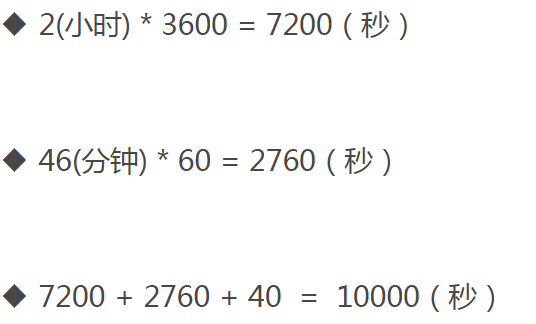 ◆ 2(小时) * 3600 = 7200（秒）
◆ 46(分钟) * 60 = 2760（秒）
◆ 7200 + 2760 + 40 = 10000（秒）